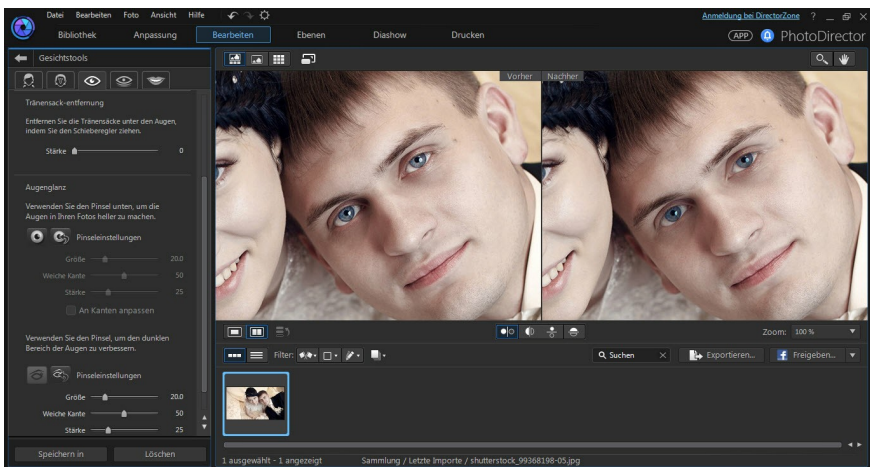 Datei Bearbeiten Foto Ansicht Hilfe
Anmeldung bei DirectorZone ?
Bibliothek Anpassung Bearbeiten Ebenen Diashow Drucken
APP PhotoDirector
Gesichtstools
Vorher Nachher
Tränensack-entfernung
Entfernen Sie die Tränensäcke unter den Augen,
indem Sie den Schieberegler ziehen.
Stärke 0
Augenglanz
Verwenden Sie den Pinsel unten, um die
Augen in Ihren Fotos heller zu machen.
Pinseleinstellungen
Größe 20.0
Weiche Kante 50
Stärke 25
An Kanten anpassen
Verwenden Sie den Pinsel, um den dunklen
Bereich der Augen zu verbessern.
Pinseleinstellungen
Größe 20.0
Weiche Kante 50
Stärke 25
Speichern in Löschen
Zoom: 100 %
Filter:
Suchen
Exportieren...
Freigeben...
1 ausgewählt - 1 angezeigt Sammlung / Letzte Importe / shutterstock_99368198-05.jpg